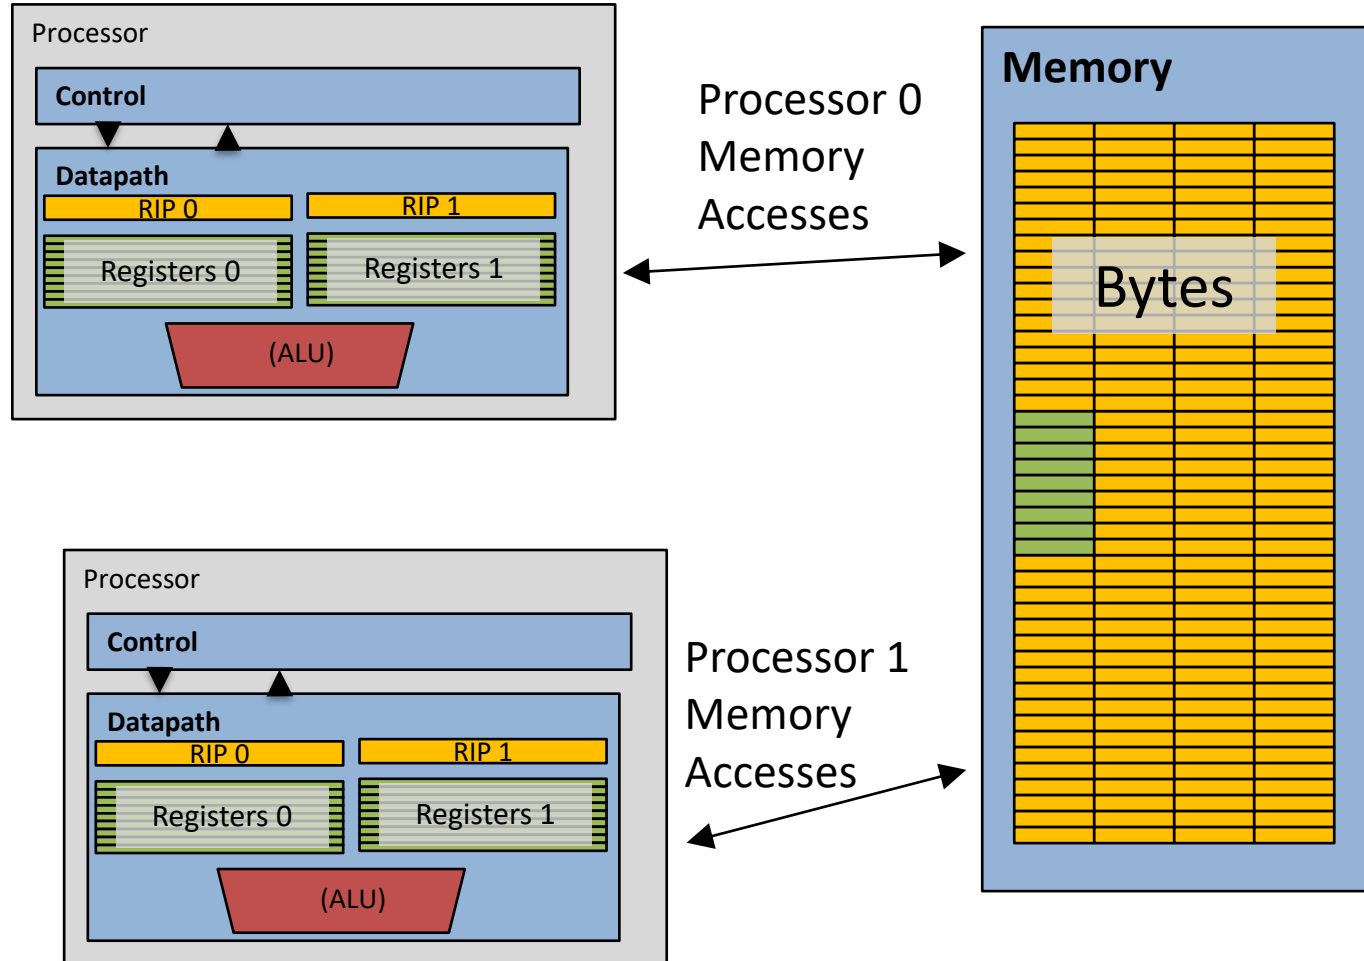 Processor
Control
Datapath
RIP 0
RIP 1
Registers 0
Registers 1
(ALU)
Processor 0
Memory
Accesses
Memory
Bytes
Processor
Control
Datapath
RIP 0
RIP 1
Registers 0
Registers 1
(ALU)
Processor 1
Memory
Accesses